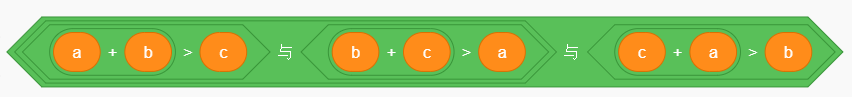 a + b > c 与 b + c > a 与 c + a > b